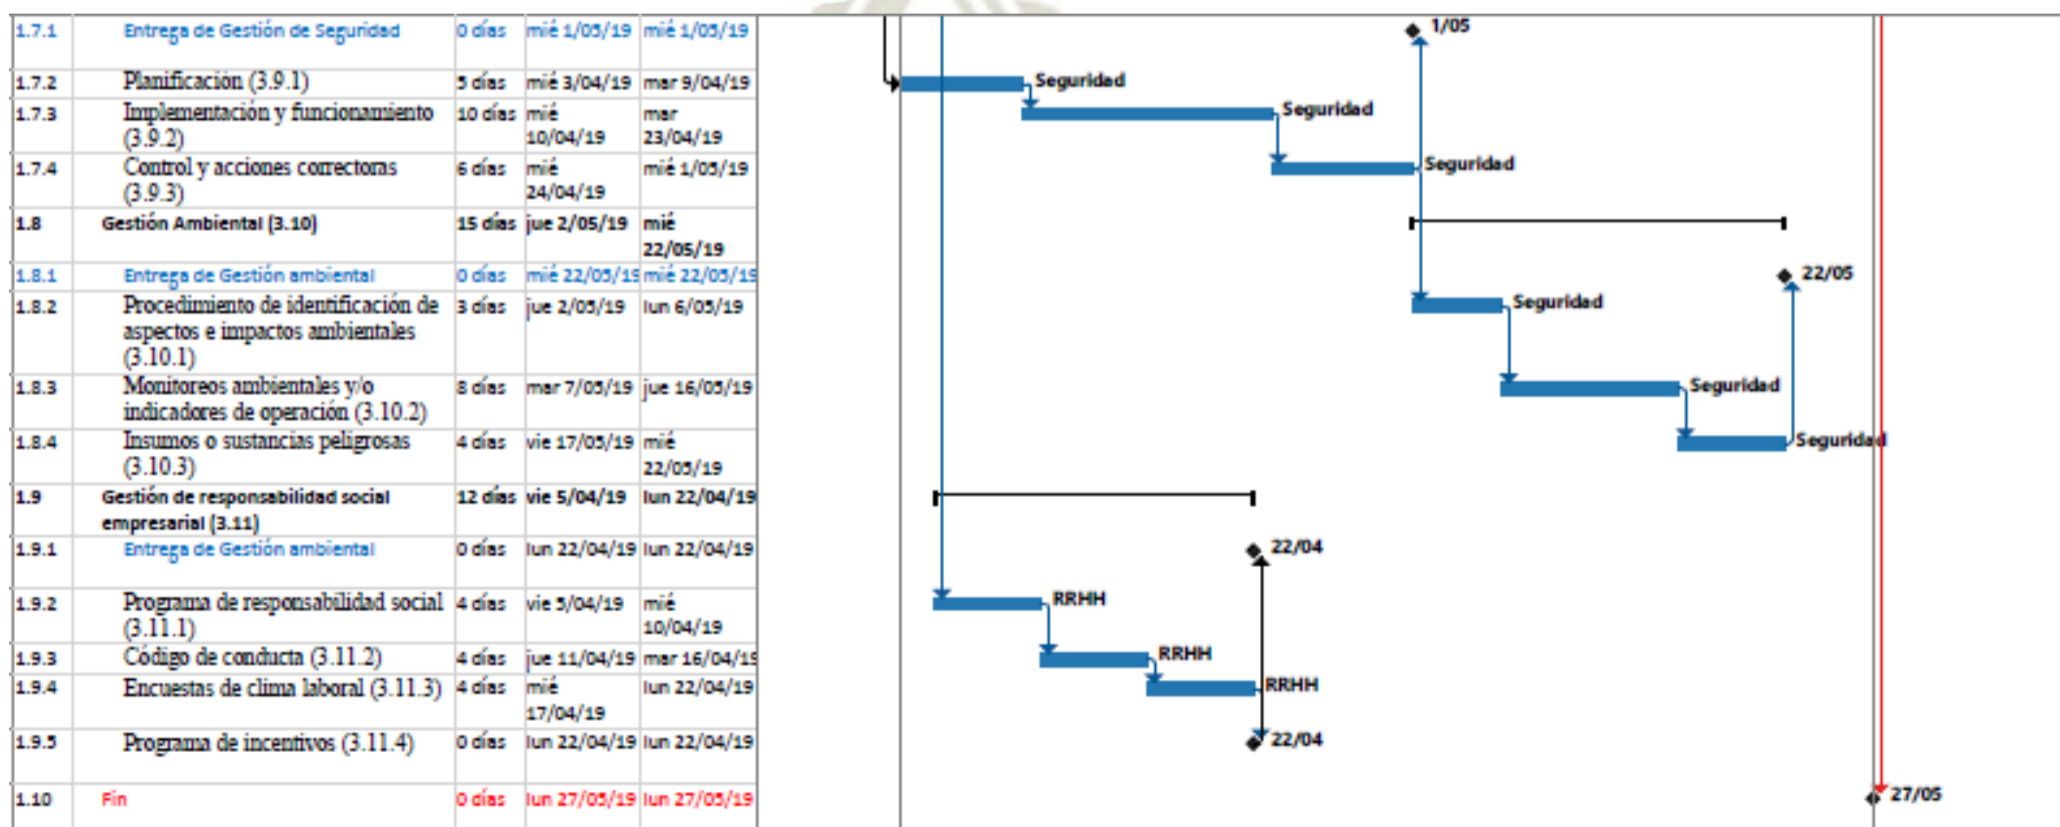 1.7.1 Entrega de Gestión de Seguridad 0 días mié 1/05/19 mié 1/05/19 1/05
1.7.2 Planificación (3.9.1) 5 días mié 3/04/19 mar 9/04/19 Seguridad
1.7.3 Implementación y funcionamiento 10 días mié mar Seguridad
(3.9.2) 10/04/19 23/04/19
1.7.4 Control y acciones correctoras 6 días mié mié 1/05/19 Seguridad
(3.9.3) 24/04/19
1.8 Gestión Ambiental (3.10) 15 días jue 2/05/19 mié
22/05/19
1.8.1 Entrega de Gestión ambiental 0 días mié 22/05/19 mié 22/05/19 22/05
1.8.2 Procedimiento de identificación de 3 días jue 2/05/19 lun 6/05/19 Seguridad
aspectos e impactos ambientales
(3.10.1)
1.8.3 Monitoreos ambientales y/o 8 días mar 7/05/19 jue 16/05/19 Seguridad
indicadores de operación (3.10.2)
1.8.4 Insumos o sustancias peligrosas 4 días vie 17/05/19 mié Seguridad
(3.10.3) 22/05/19
1.9 Gestión de responsabilidad social 12 días vie 5/04/19 lun 22/04/19
empresarial (3.11)
1.9.1 Entrega de Gestión ambiental 0 días lun 22/04/19 lun 22/04/19 22/04
1.9.2 Programa de responsabilidad social 4 días vie 5/04/19 mié RRHH
(3.11.1) 10/04/19
1.9.3 Código de conducta (3.11.2) 4 días jue 11/04/19 mar 16/04/19 RRHH
1.9.4 Encuestas de clima laboral (3.11.3) 4 días mié lun 22/04/19 RRHH
17/04/19
1.9.5 Programa de incentivos (3.11.4) 0 días lun 22/04/19 lun 22/04/19 22/04
1.10 Fin 0 días lun 27/05/19 lun 27/05/19 27/05